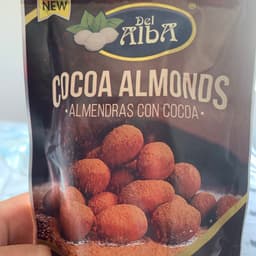 NEW
Del
Alba
COCOA ALMONDS
·ALMENDRAS CON COCOA·